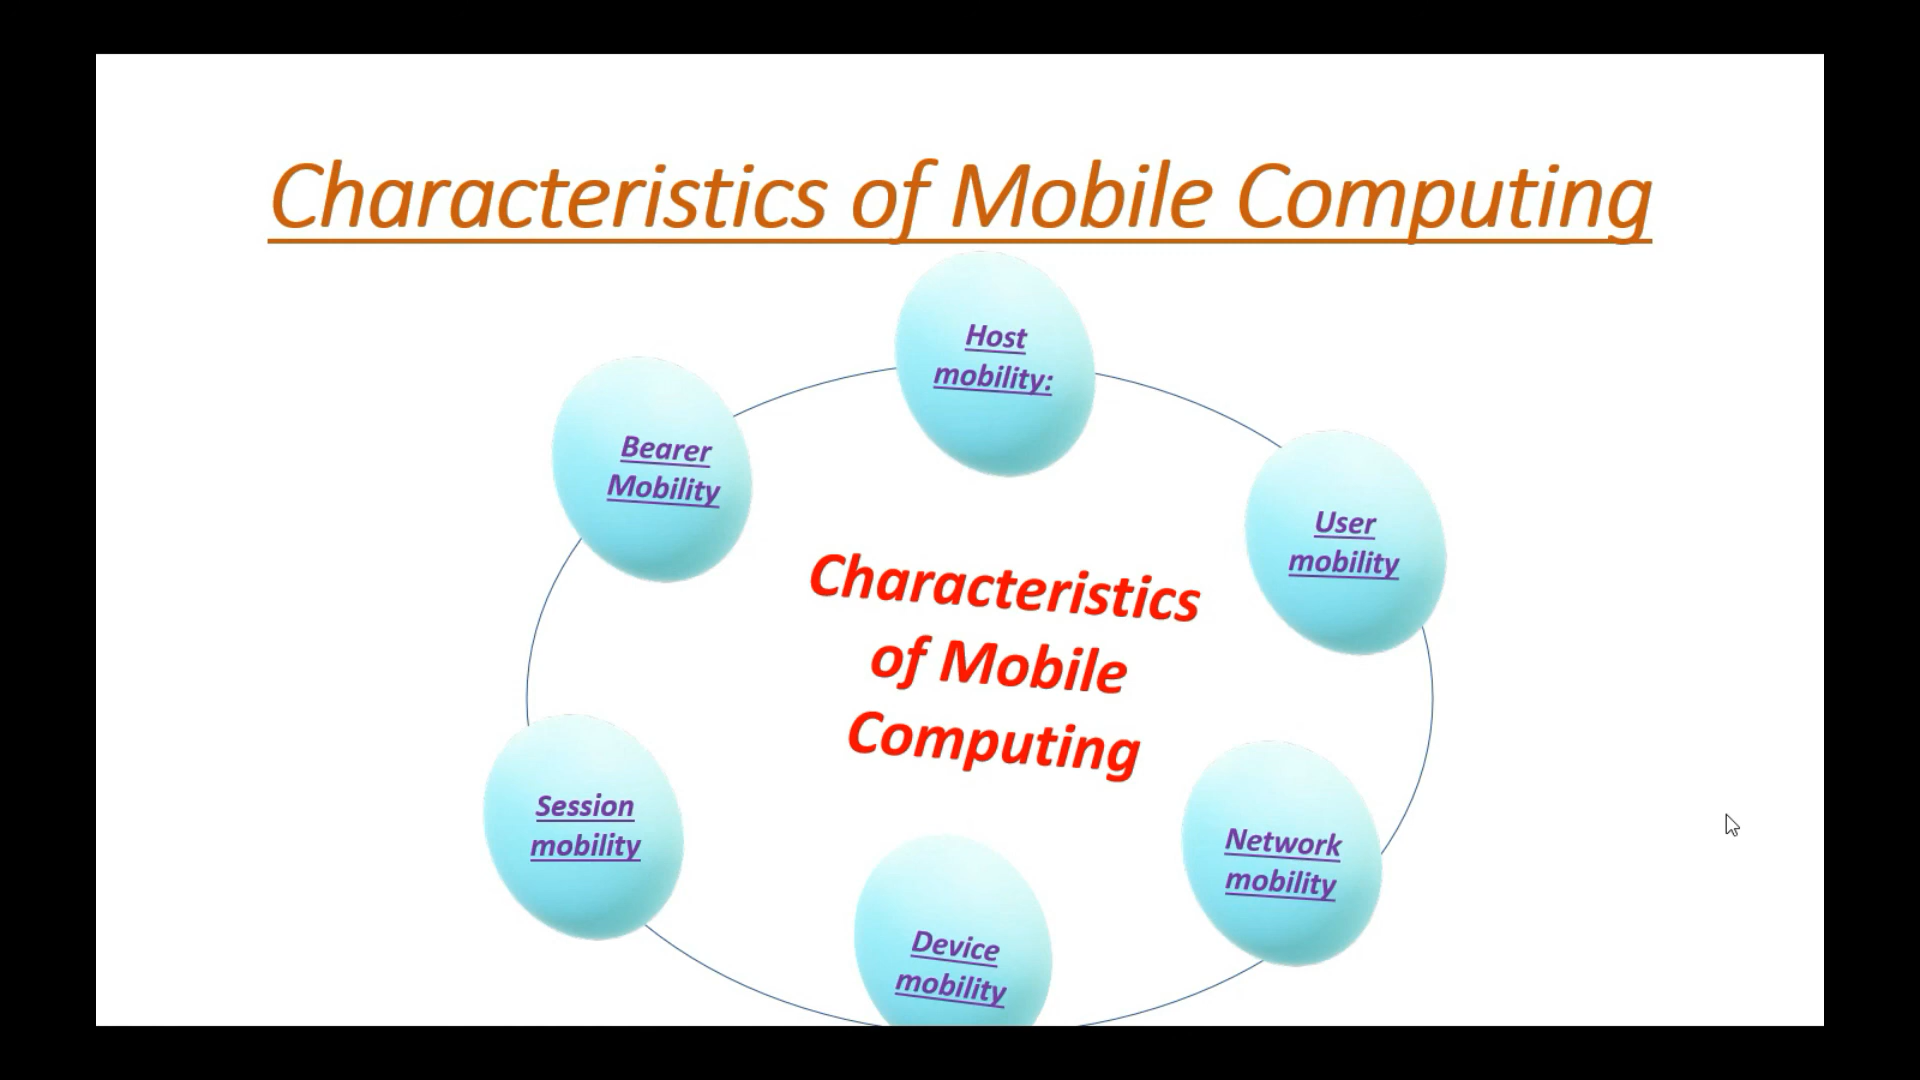 Characteristics of Mobile Computing
Host
mobility:
Bearer
Mobility
User
mobility
Characteristics
of Mobile
Computing
Session
mobility
Network
mobility
Device
mobility